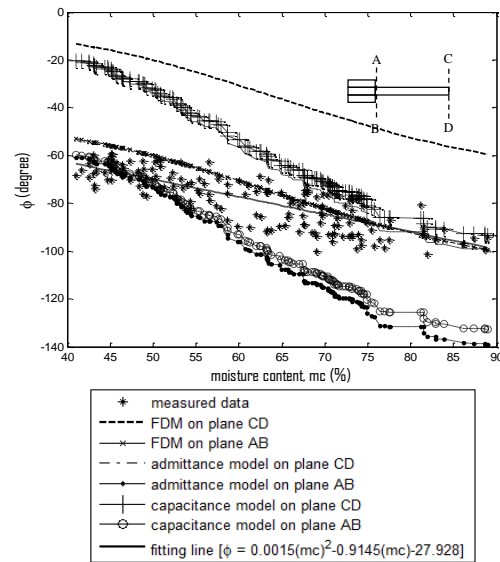 0
-20
-40
-60
-80
-100
-120
-140
ϕ (degree)
A
C
B
D
40 45 50 55 60 65 70 75 80 85 90
moisture content, mc (%)
measured data
FDM on plane CD
FDM on plane AB
admittance model on plane CD
admittance model on plane AB
capacitance model on plane CD
capacitance model on plane AB
fitting line [ϕ = 0.0015(mc)²-0.9145(mc)-27.928]